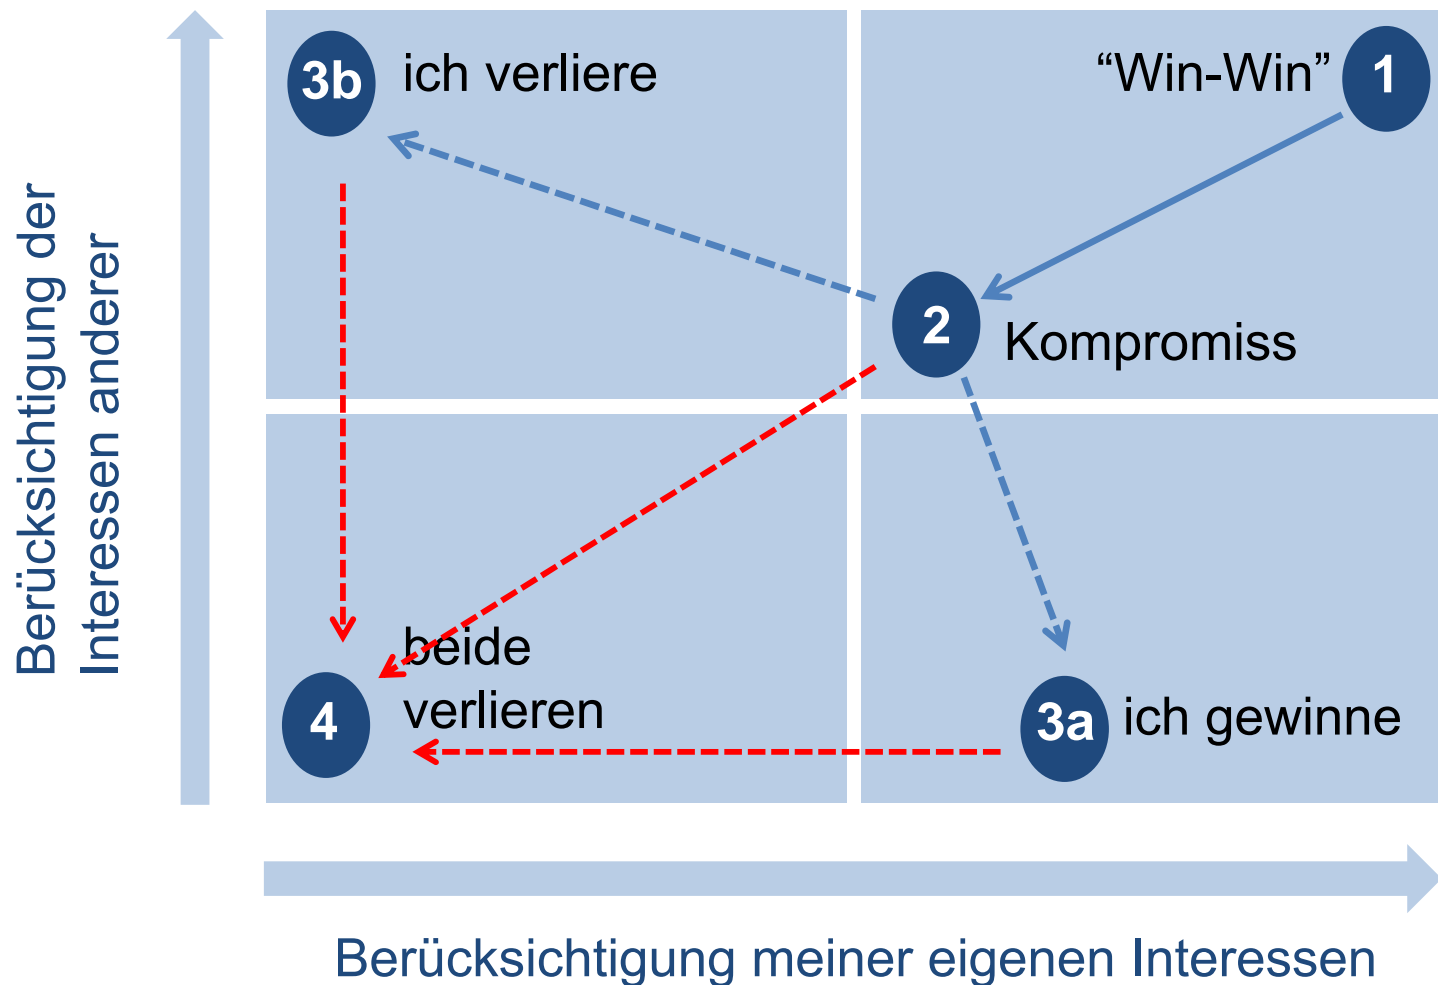 Berücksichtigung der
Interessen anderer
3b
ich verliere
“Win-Win”
1
2
Kompromiss
beide
verlieren
4
3a
ich gewinne
Berücksichtigung meiner eigenen Interessen